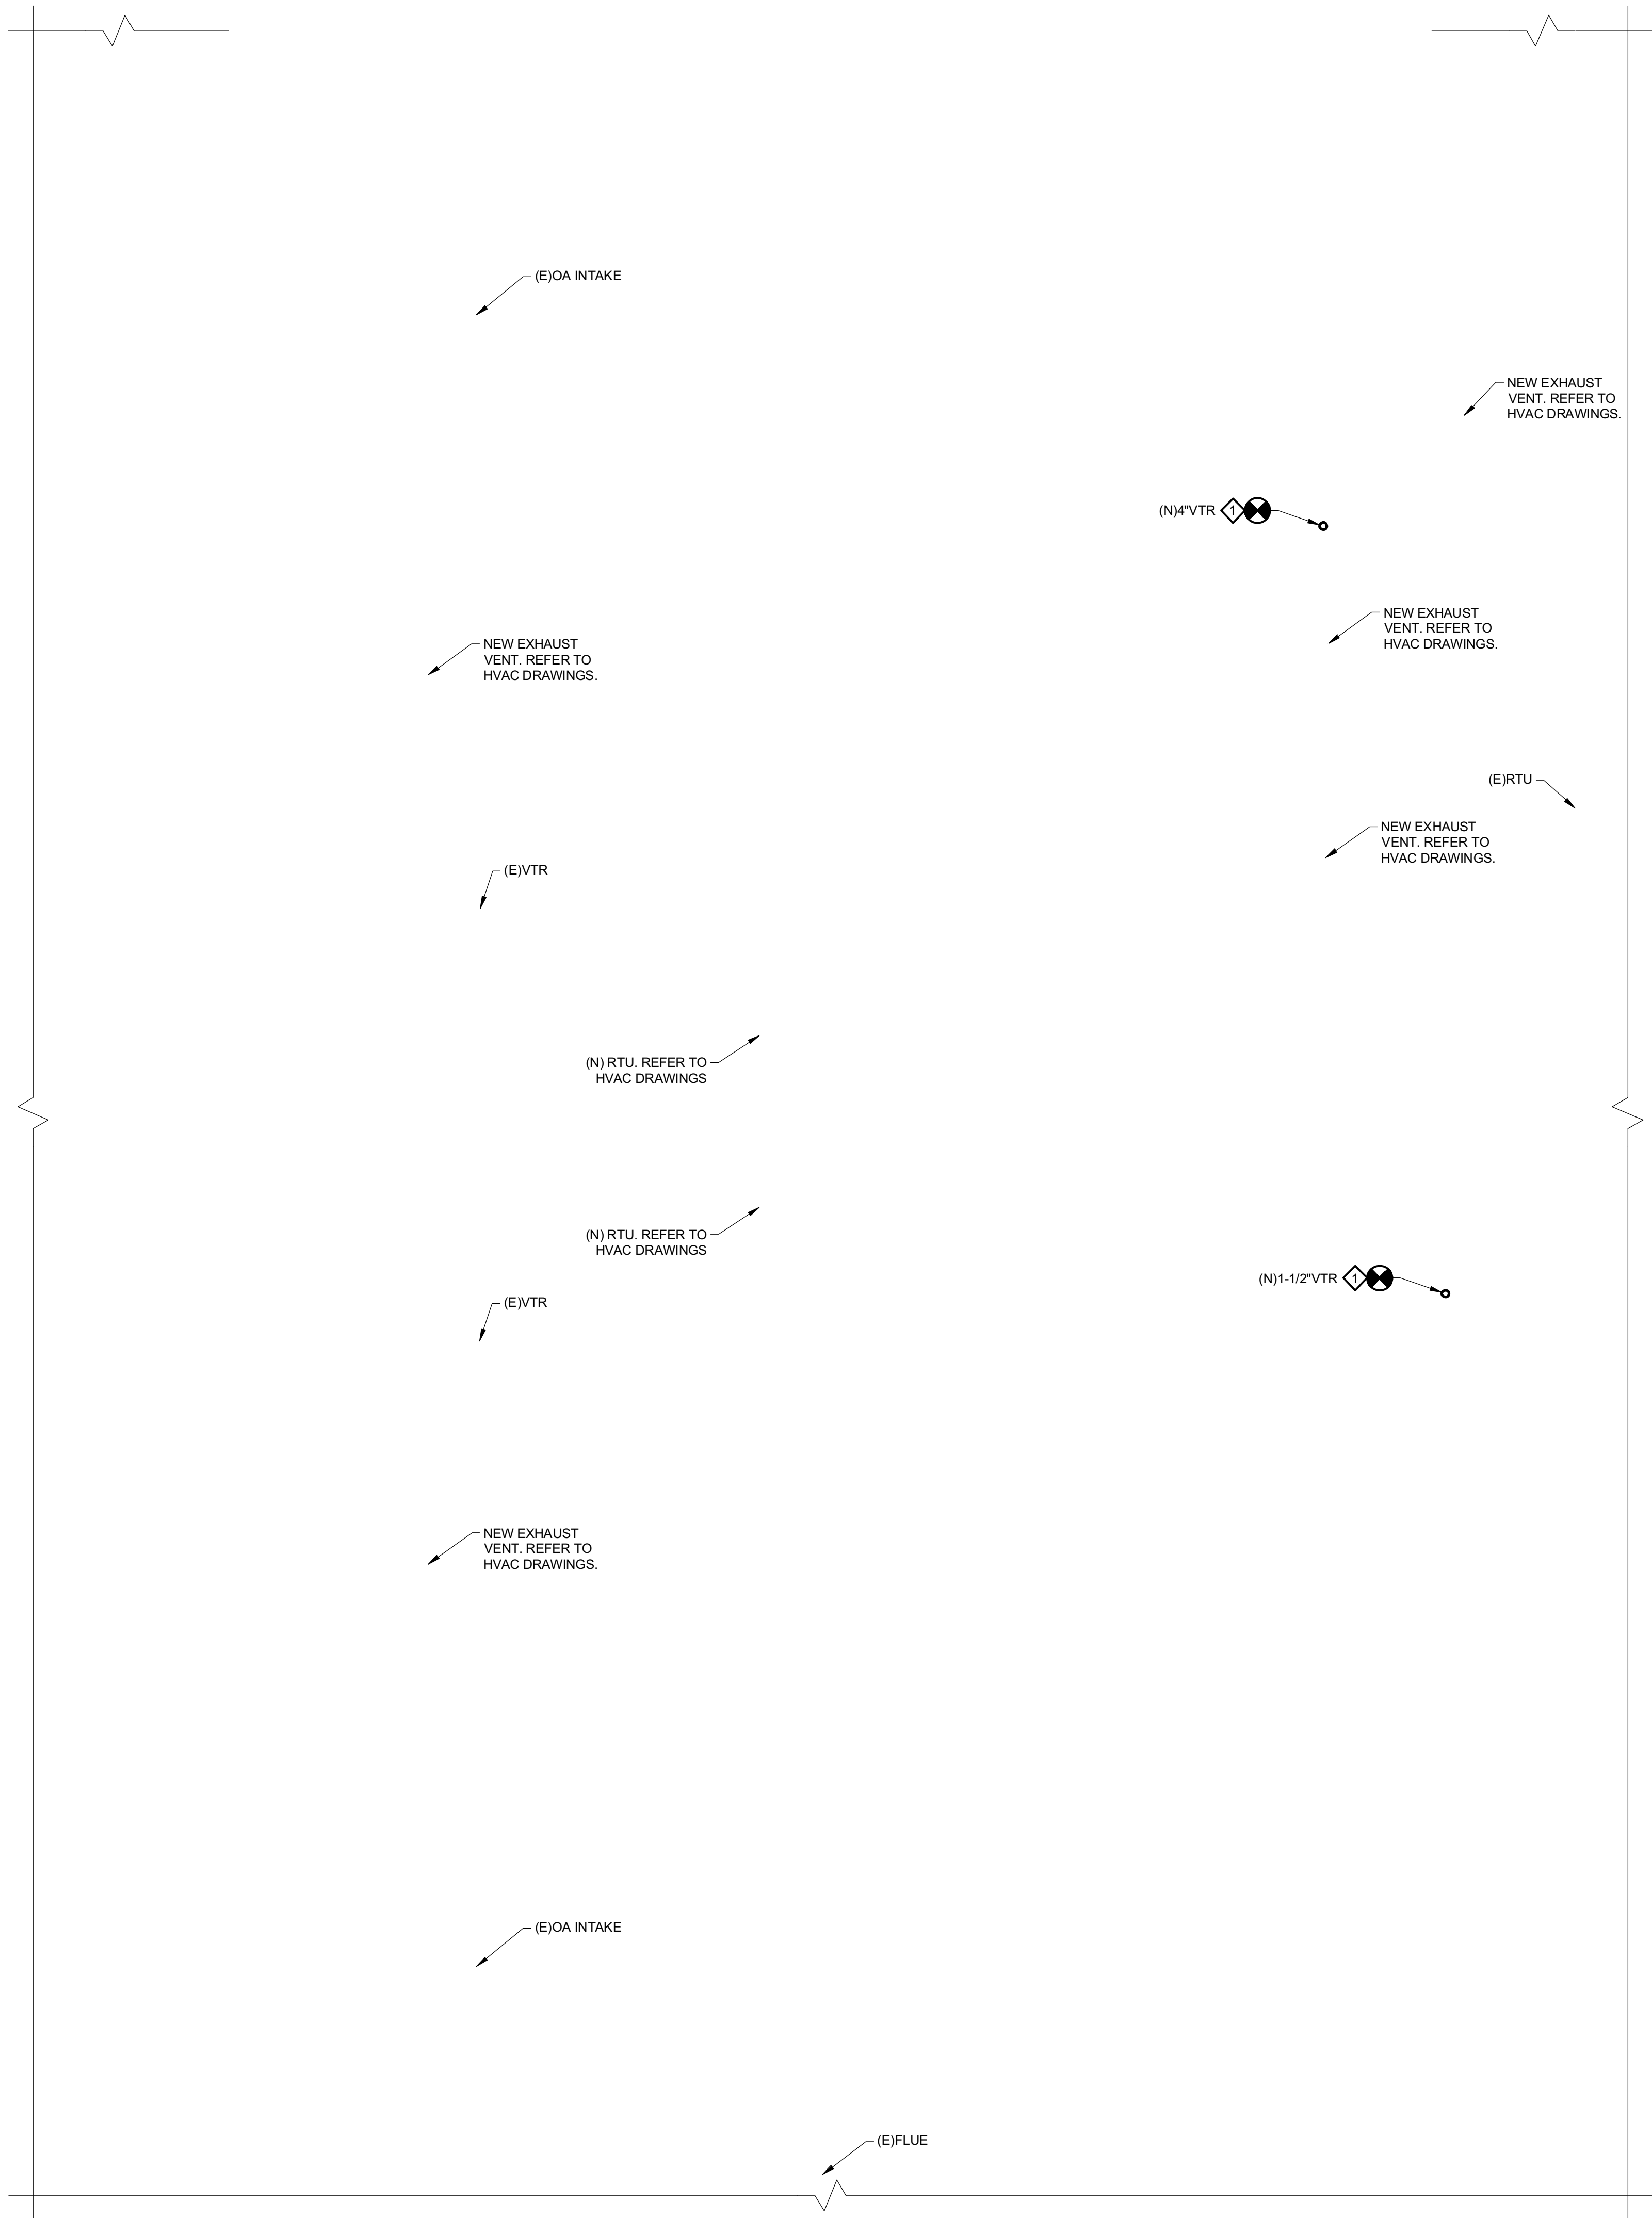 (E)OA INTAKE
NEW EXHAUST
VENT. REFER TO
HVAC DRAWINGS.
(N)4"VTR 1
NEW EXHAUST
VENT. REFER TO
HVAC DRAWINGS.
NEW EXHAUST
VENT. REFER TO
HVAC DRAWINGS.
(E)RTU
NEW EXHAUST
VENT. REFER TO
HVAC DRAWINGS.
(E)VTR
(N) RTU. REFER TO
HVAC DRAWINGS
(N) RTU. REFER TO
HVAC DRAWINGS
(N)1-1/2"VTR 1
(E)VTR
NEW EXHAUST
VENT. REFER TO
HVAC DRAWINGS.
(E)OA INTAKE
(E)FLUE